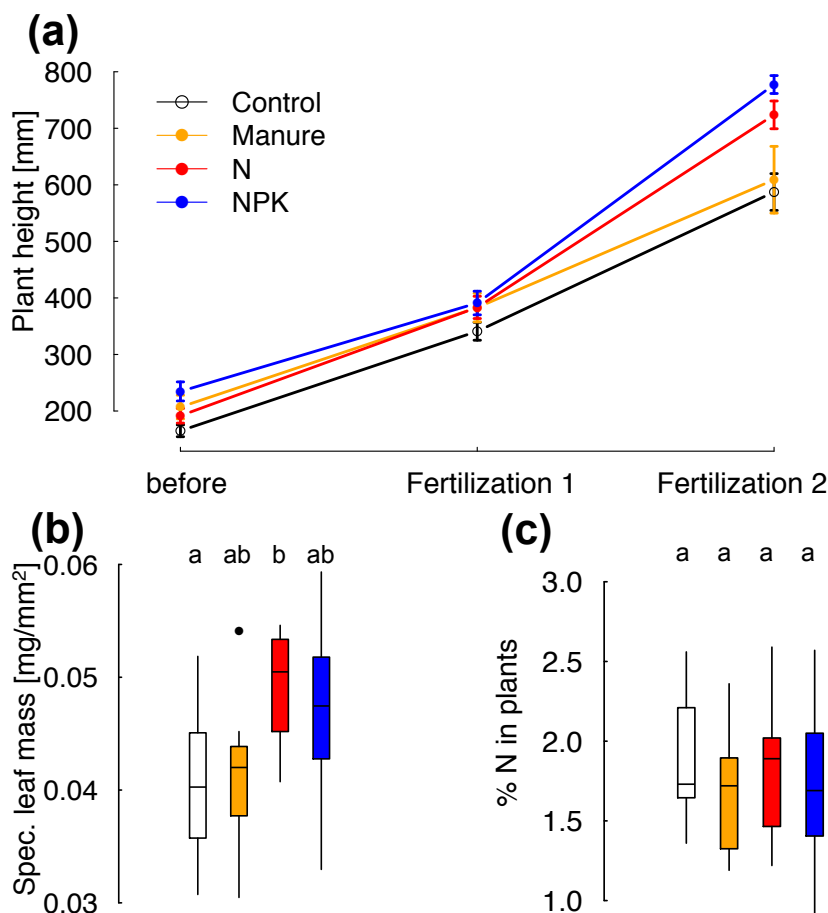 (a)
Plant height [mm]
800
700
600
500
400
300
200
Control
Manure
N
NPK
before Fertilization 1 Fertilization 2
(b)
Spec. leaf mass [mg/mm²]
a ab b ab
0.06
0.05
0.04
0.03
(c)
% N in plants
a a a a
3.0
2.5
2.0
1.5
1.0